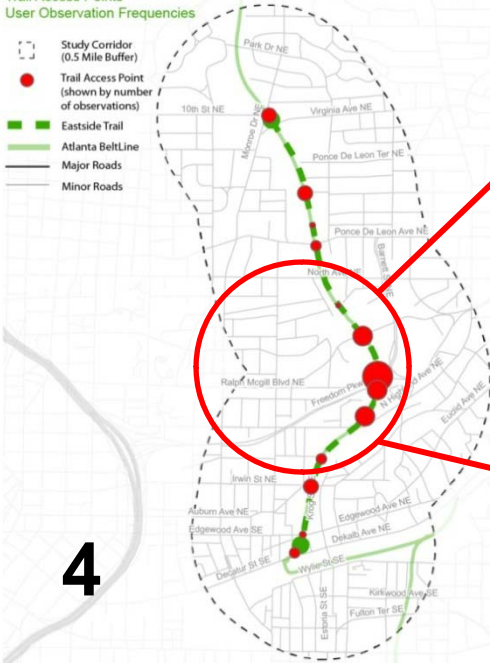 Trail Access Points
User Observation Frequencies
Study Corridor
(0.5 Mile Buffer)
Trail Access Point
(shown by number
of observations)
Eastside Trail
Atlanta BeltLine
Major Roads
Minor Roads
Park Dr NE
10th St NE
Monroe Dr NE
Virginia Ave NE
Ponce De Leon Ter NE
Ponce De Leon Ave NE
North Ave NE
Ralph Mcgill Blvd NE
Freedom Pkwy
N Highland Ave NE
Euclid Ave NE
Irwin St NE
Auburn Ave NE
Edgewood Ave SE
Edgewood Ave NE
Dekalb Ave NE
Decatur St SE
Wylie St SE
Kirkwood Ave SE
Estoria St SE
Fulton Ter SE
4